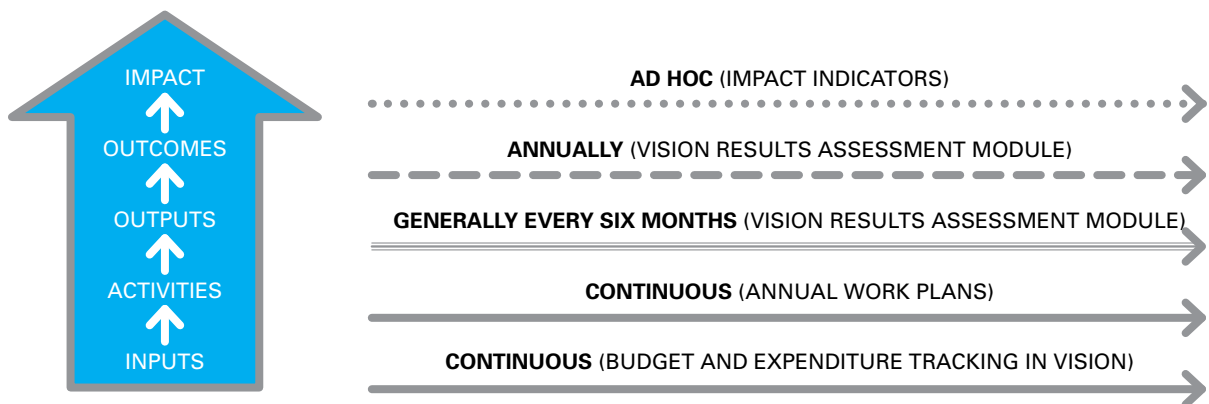 IMPACT
AD HOC (IMPACT INDICATORS)
OUTCOMES
ANNUALLY (VISION RESULTS ASSESSMENT MODULE)
OUTPUTS
GENERALLY EVERY SIX MONTHS (VISION RESULTS ASSESSMENT MODULE)
ACTIVITIES
CONTINUOUS (ANNUAL WORK PLANS)
INPUTS
CONTINUOUS (BUDGET AND EXPENDITURE TRACKING IN VISION)